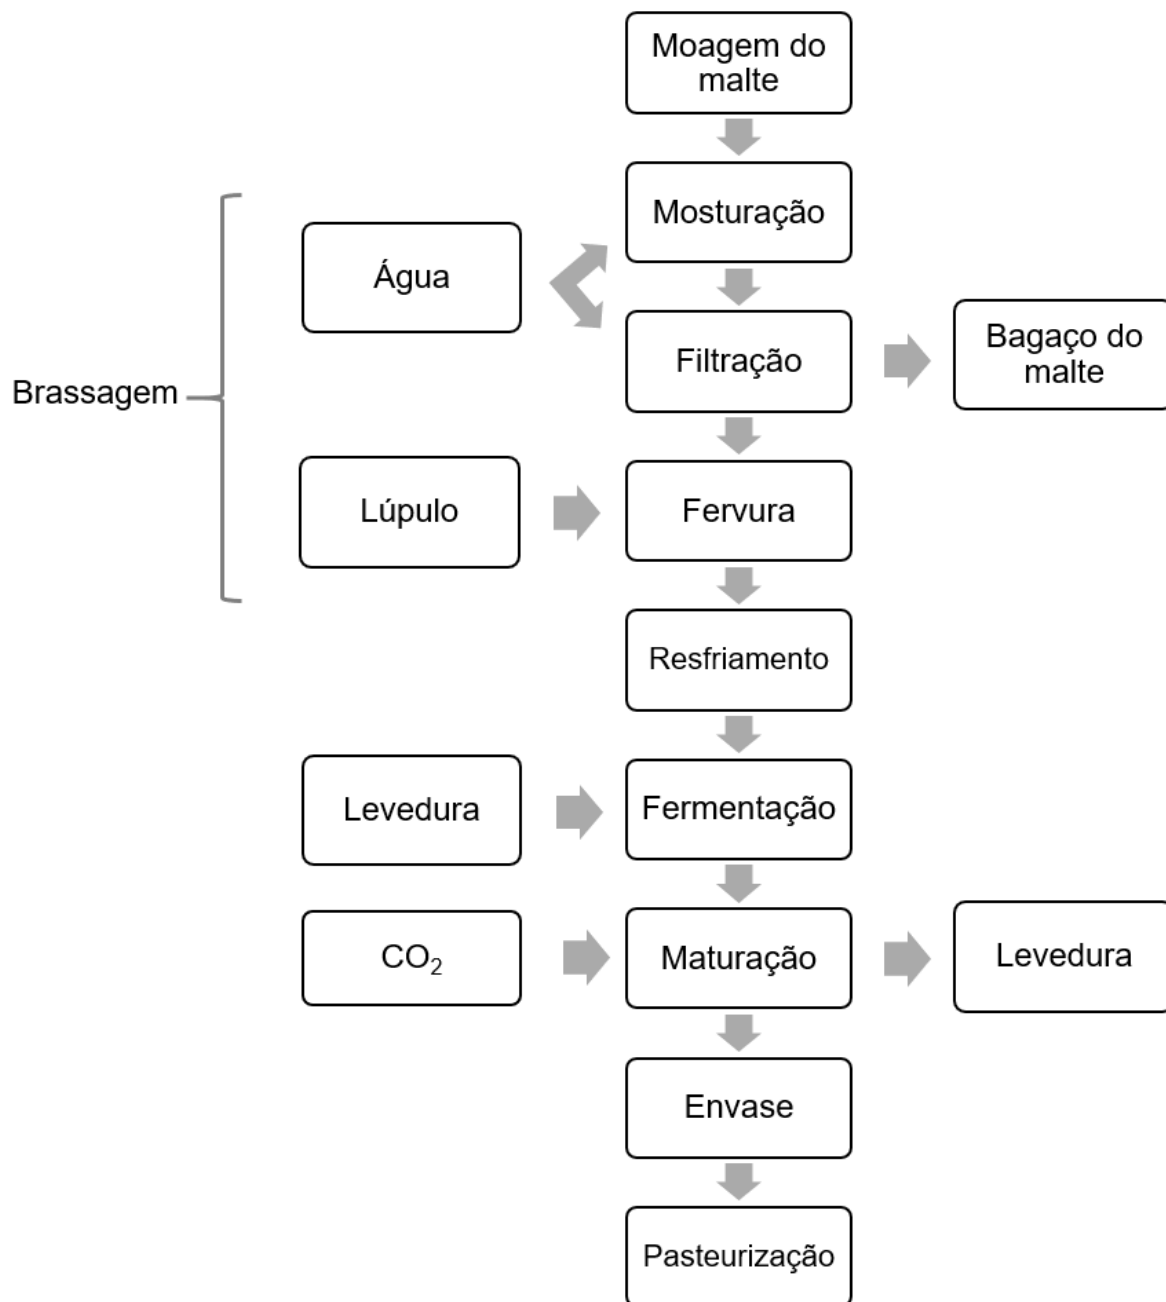 Moagem do
malte
Mosturação
Água
Filtração
Bagaço do
malte
Brassagem
Lúpulo
Fervura
Resfriamento
Levedura
Fermentação
CO₂
Maturação
Levedura
Envase
Pasteurização